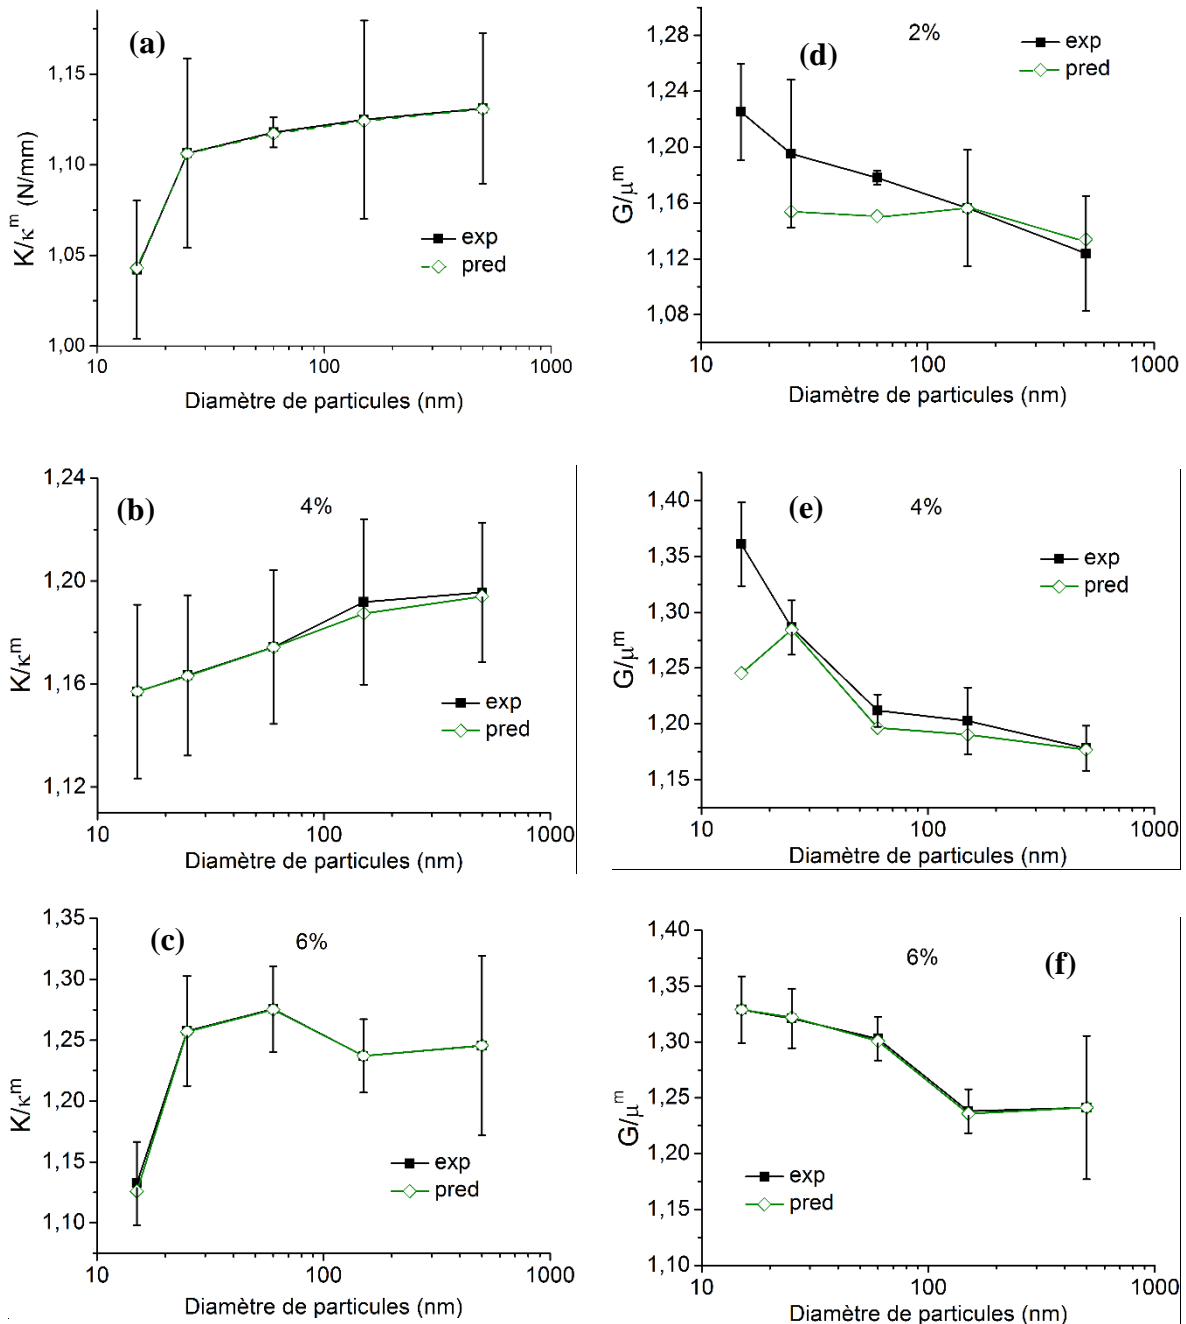 (a)
1,15
1,10
1,05
1,00
K/κᵐ (N/mm)
exp
pred
10
100
1000
Diamètre de particules (nm)
(d)
2%
exp
pred
1,28
1,24
1,20
1,16
1,12
1,08
G/μᵐ
10
100
1000
Diamètre de particules (nm)
(b)
4%
1,24
1,20
1,16
1,12
K/κᵐ
exp
pred
10
100
1000
Diamètre de particules (nm)
(e)
4%
1,40
1,35
1,30
1,25
1,20
1,15
G/μᵐ
exp
pred
10
100
1000
Diamètre de particules (nm)
(c)
6%
1,35
1,30
1,25
1,20
1,15
1,10
K/κᵐ
exp
pred
10
100
1000
Diamètre de particules (nm)
6%
(f)
1,40
1,35
1,30
1,25
1,20
1,15
1,10
G/μᵐ
exp
pred
10
100
1000
Diamètre de particules (nm)